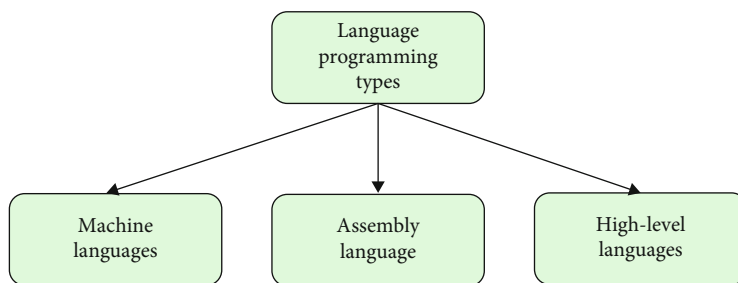 Language
programming
types
Machine
languages
Assembly
language
High-level
languages